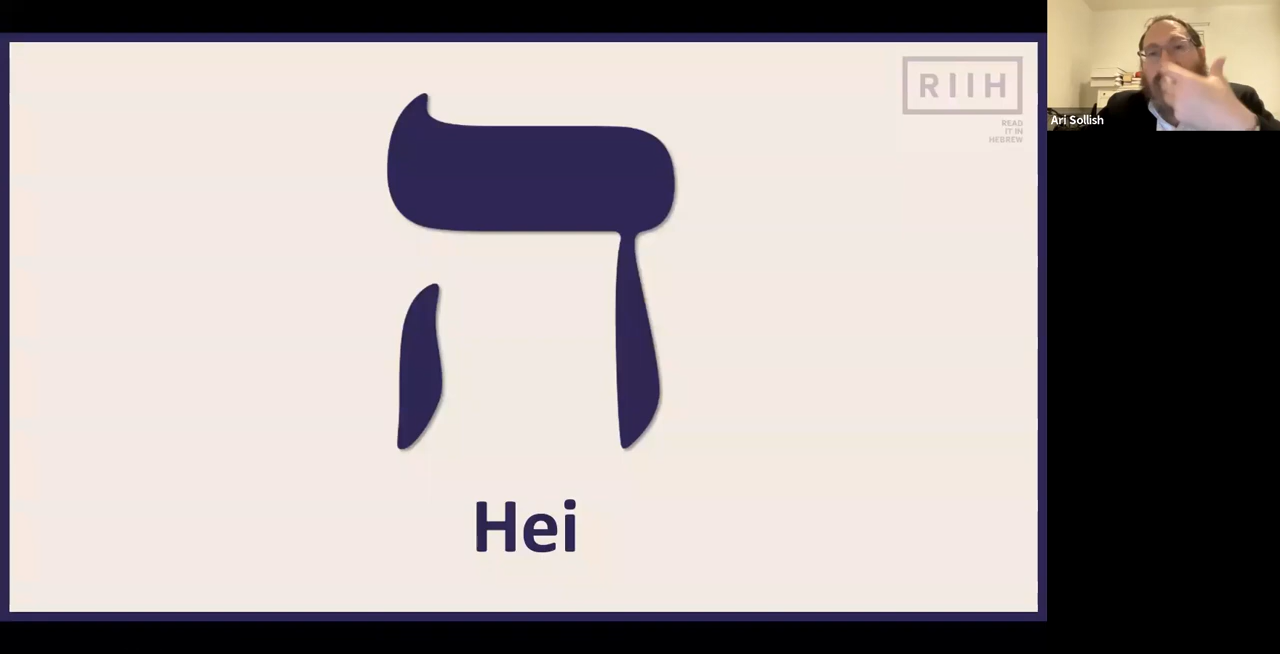 ה
Hei
RIIH
READ
IT IN
HEBREW
Ari Sollish